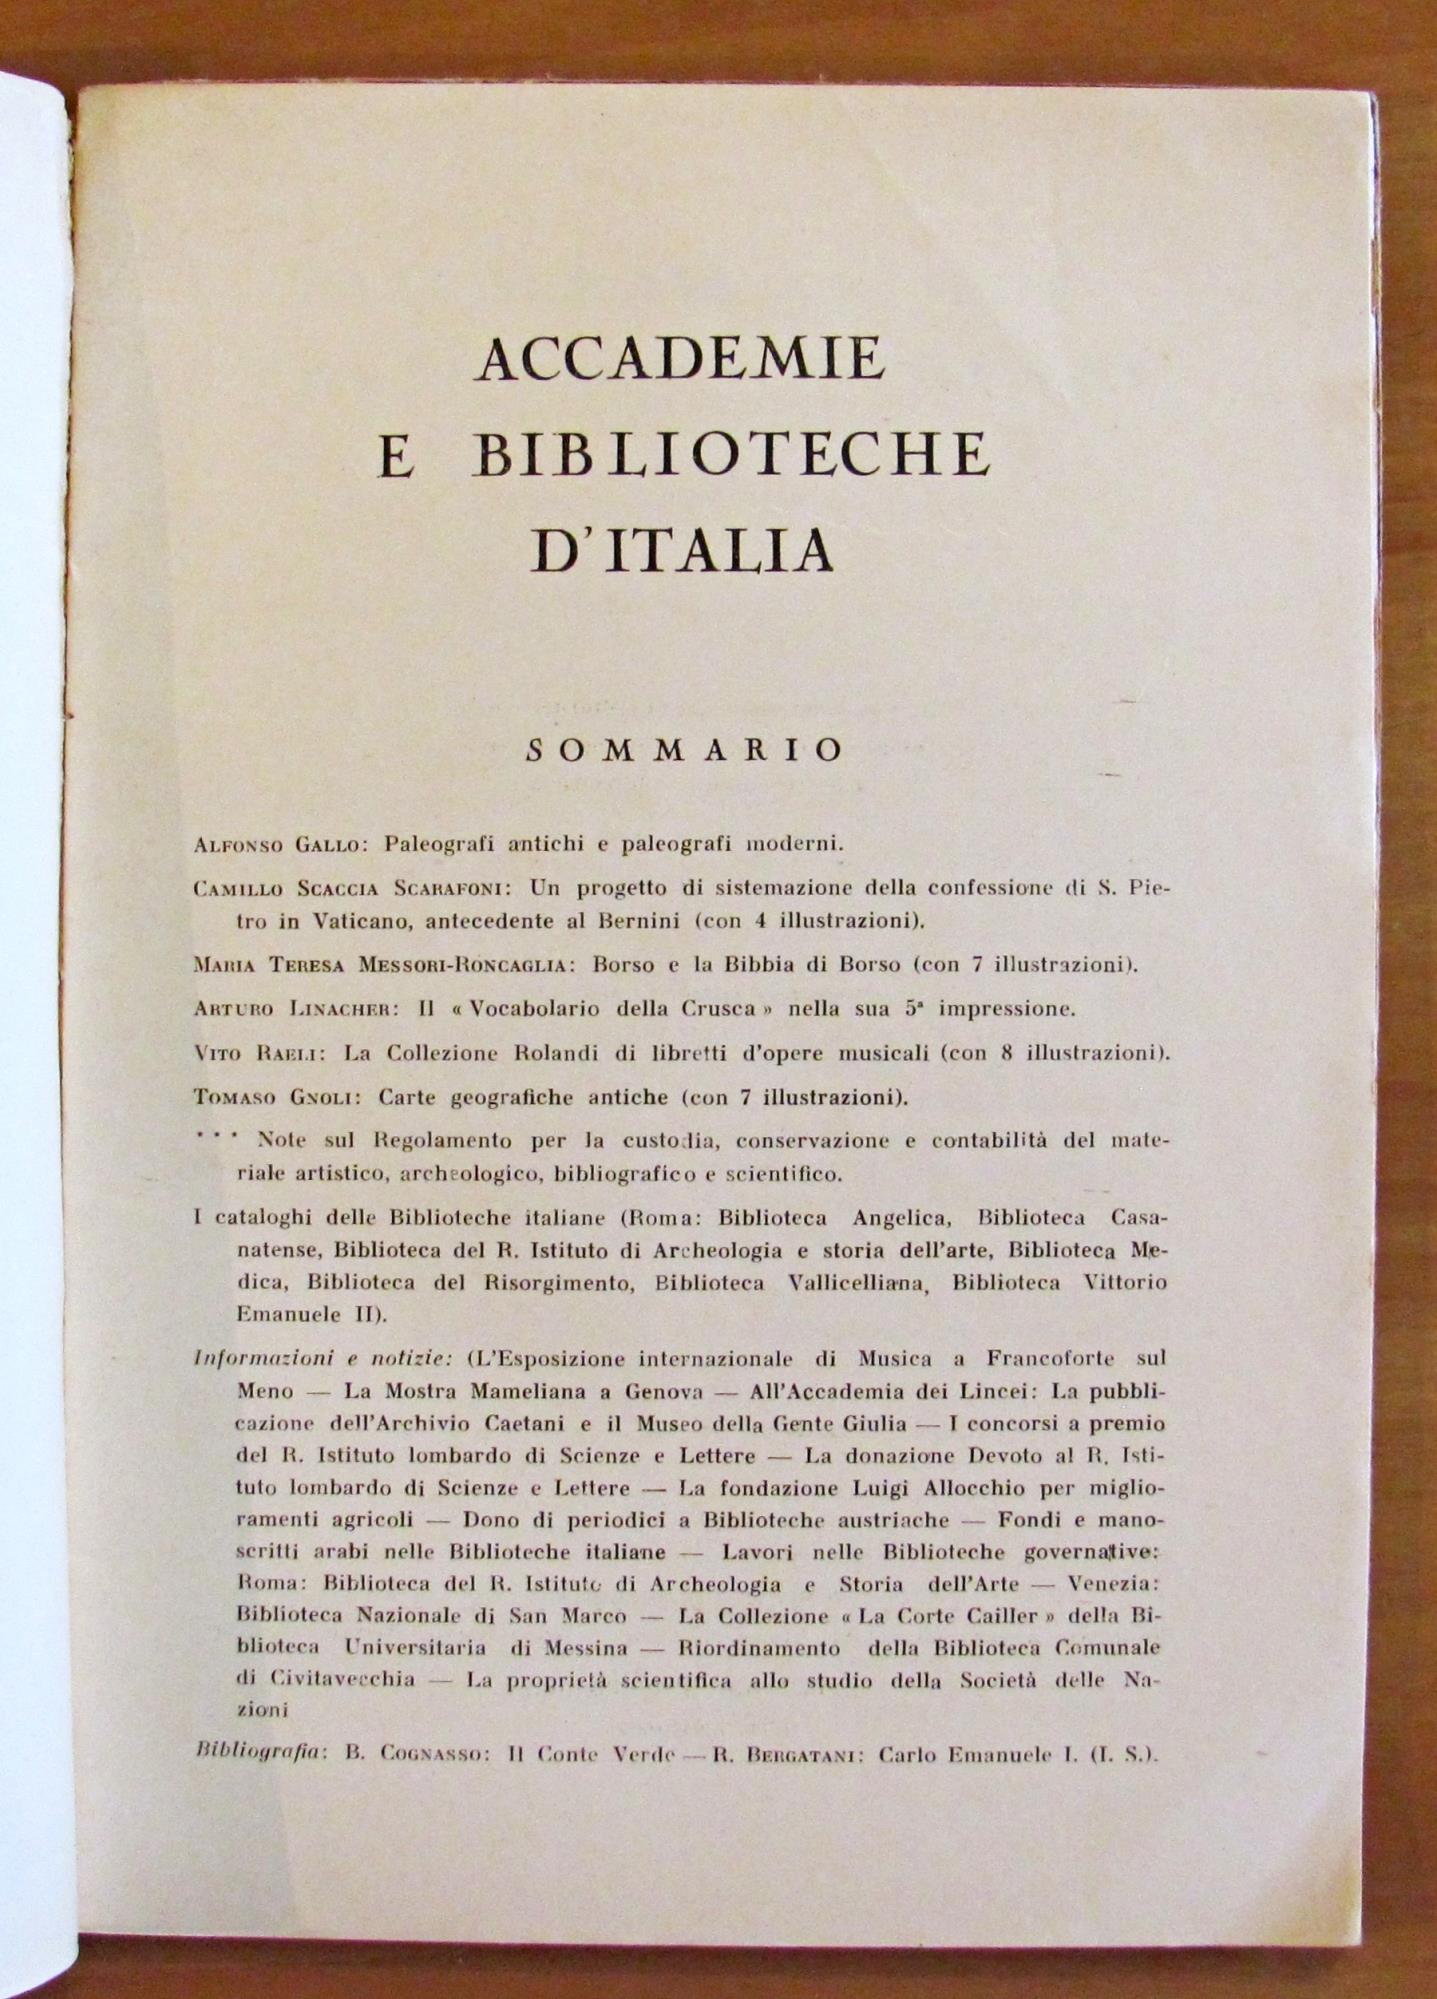 ACCADEMIE
E BIBLIOTECHE
D'ITALIA
SOMMARIO
ALFONSO GALLO: Paleografi antichi e paleografi moderni.
CAMILLO SCACCIA SCARAFONI: Un progetto di sistemazione della confessione di S. Pie-
tro in Vaticano, antecedente al Bernini (con 4 illustrazioni).
MARIA TERESA MESSORI-RONCAGLIA: Borso e la Bibbia di Borso (con 7 illustrazioni).
ARTURO LINACHER: Il « Vocabolario della Crusca » nella sua 5ª impressione.
VITO RAELI: La Collezione Rolandi di libretti d'opere musicali (con 8 illustrazioni).
TOMASO GNOLI: Carte geografiche antiche (con 7 illustrazioni).
* * * Note sul Regolamento per la custodia, conservazione e contabilità del mate-
riale artistico, archeologico, bibliografico e scientifico.
I cataloghi delle Biblioteche italiane (Roma: Biblioteca Angelica, Biblioteca Casa-
natense, Biblioteca del R. Istituto di Archeologia e storia dell'arte, Biblioteca Me-
dica, Biblioteca del Risorgimento, Biblioteca Vallicelliana, Biblioteca Vittorio
Emanuele II).
Informazioni e notizie: (L'Esposizione internazionale di Musica a Francoforte sul
Meno — La Mostra Mameliana a Genova — All'Accademia dei Lincei: La pubbli-
cazione dell'Archivio Caetani e il Museo della Gente Giulia — I concorsi a premio
del R. Istituto lombardo di Scienze e Lettere — La donazione Devoto al R. Isti-
tuto lombardo di Scienze e Lettere — La fondazione Luigi Allocchio per miglio-
ramenti agricoli — Dono di periodici a Biblioteche austriache — Fondi e mano-
scritti arabi nelle Biblioteche italiane — Lavori nelle Biblioteche governative:
Roma: Biblioteca del R. Istituto di Archeologia e Storia dell'Arte — Venezia:
Biblioteca Nazionale di San Marco — La Collezione « La Corte Cailler » della Bi-
blioteca Universitaria di Messina — Riordinamento della Biblioteca Comunale
di Civitavecchia — La proprietà scientifica allo studio della Società delle Na-
zioni
Bibliografia: B. COGNASSO: Il Conte Verde — R. BERGATANI: Carlo Emanuele I. (I. S.).